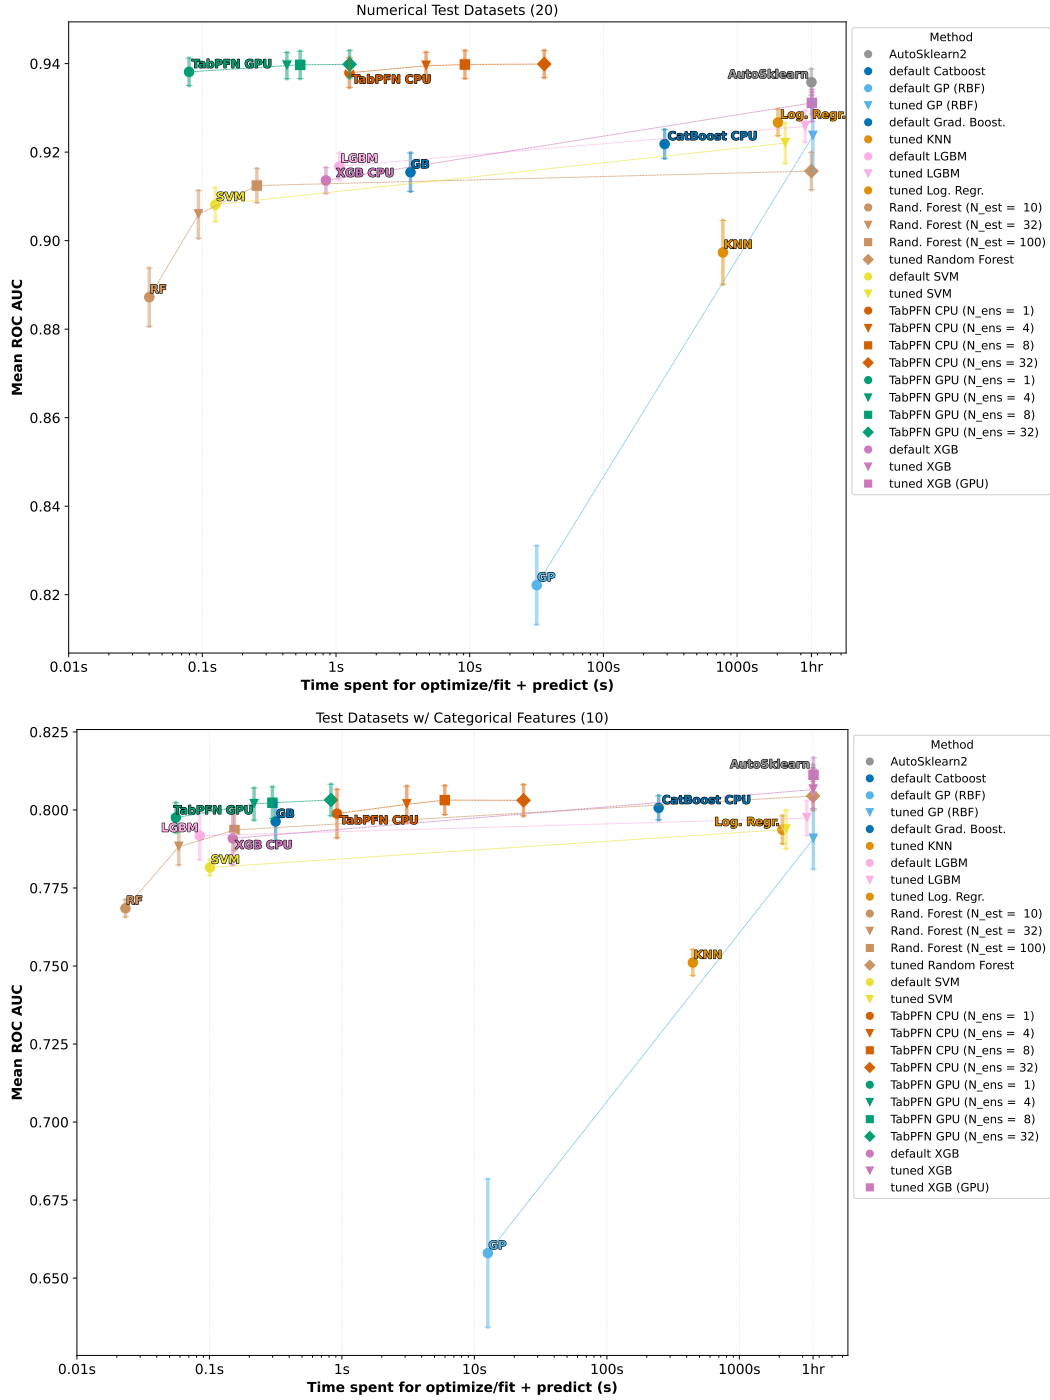 Numerical Test Datasets (20)
Mean ROC AUC
0.94
0.92
0.90
0.88
0.86
0.84
0.82
TabPFN GPU
TabPFN CPU
AutoSklearn
Log. Regr.
CatBoost CPU
LGBM
GB
XGB CPU
SVM
KNN
RF
GP
0.01s
0.1s
1s
10s
100s
1000s
1hr
Time spent for optimize/fit + predict (s)
Method
AutoSklearn2
default Catboost
default GP (RBF)
tuned GP (RBF)
default Grad. Boost.
tuned KNN
default LGBM
tuned LGBM
tuned Log. Regr.
Rand. Forest (N_est = 10)
Rand. Forest (N_est = 32)
Rand. Forest (N_est = 100)
tuned Random Forest
default SVM
tuned SVM
TabPFN CPU (N_ens = 1)
TabPFN CPU (N_ens = 4)
TabPFN CPU (N_ens = 8)
TabPFN CPU (N_ens = 32)
TabPFN GPU (N_ens = 1)
TabPFN GPU (N_ens = 4)
TabPFN GPU (N_ens = 8)
TabPFN GPU (N_ens = 32)
default XGB
tuned XGB
tuned XGB (GPU)
Test Datasets w/ Categorical Features (10)
Mean ROC AUC
0.825
0.800
0.775
0.750
0.725
0.700
0.675
0.650
AutoSklearn
CatBoost CPU
TabPFN GPU
GB
TabPFN CPU
Log. Regr.
LGBM
XGB CPU
SVM
RF
KNN
GP
0.01s
0.1s
1s
10s
100s
1000s
1hr
Time spent for optimize/fit + predict (s)
Method
AutoSklearn2
default Catboost
default GP (RBF)
tuned GP (RBF)
default Grad. Boost.
tuned KNN
default LGBM
tuned LGBM
tuned Log. Regr.
Rand. Forest (N_est = 10)
Rand. Forest (N_est = 32)
Rand. Forest (N_est = 100)
tuned Random Forest
default SVM
tuned SVM
TabPFN CPU (N_ens = 1)
TabPFN CPU (N_ens = 4)
TabPFN CPU (N_ens = 8)
TabPFN CPU (N_ens = 32)
TabPFN GPU (N_ens = 1)
TabPFN GPU (N_ens = 4)
TabPFN GPU (N_ens = 8)
TabPFN GPU (N_ens = 32)
default XGB
tuned XGB
tuned XGB (GPU)